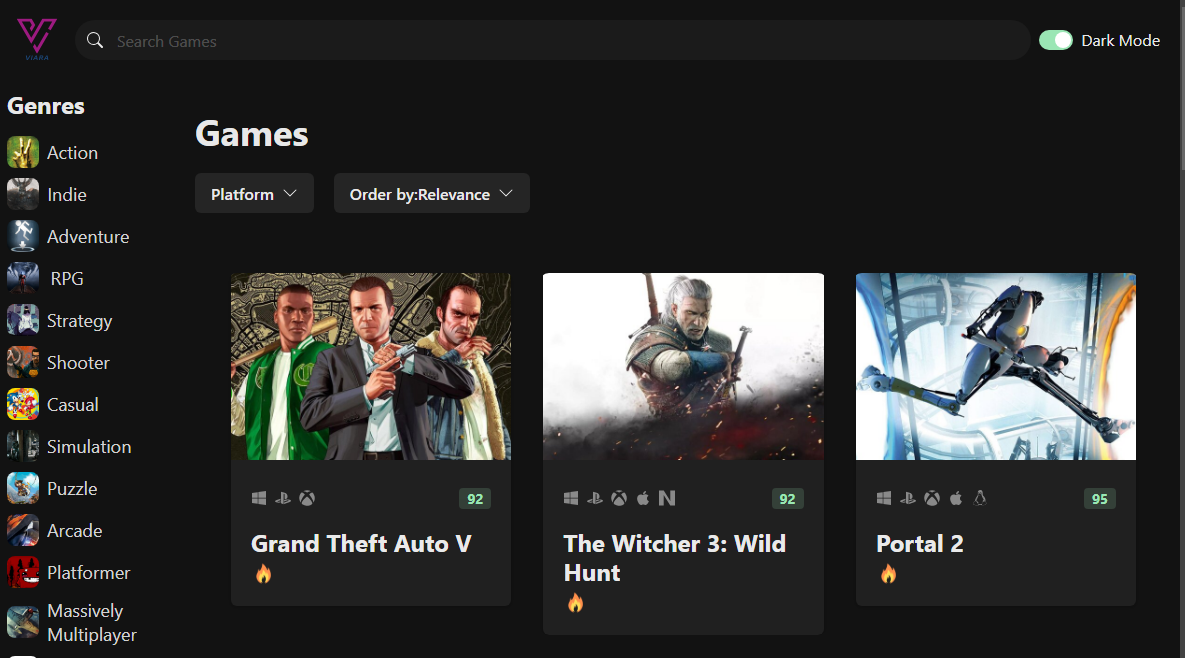 VIARA
Search Games
Dark Mode
Genres
Action
Indie
Adventure
RPG
Strategy
Shooter
Casual
Simulation
Puzzle
Arcade
Platformer
Massively
Multiplayer
Games
Platform
Order by:Relevance
92
Grand Theft Auto V
92
The Witcher 3: Wild
Hunt
95
Portal 2